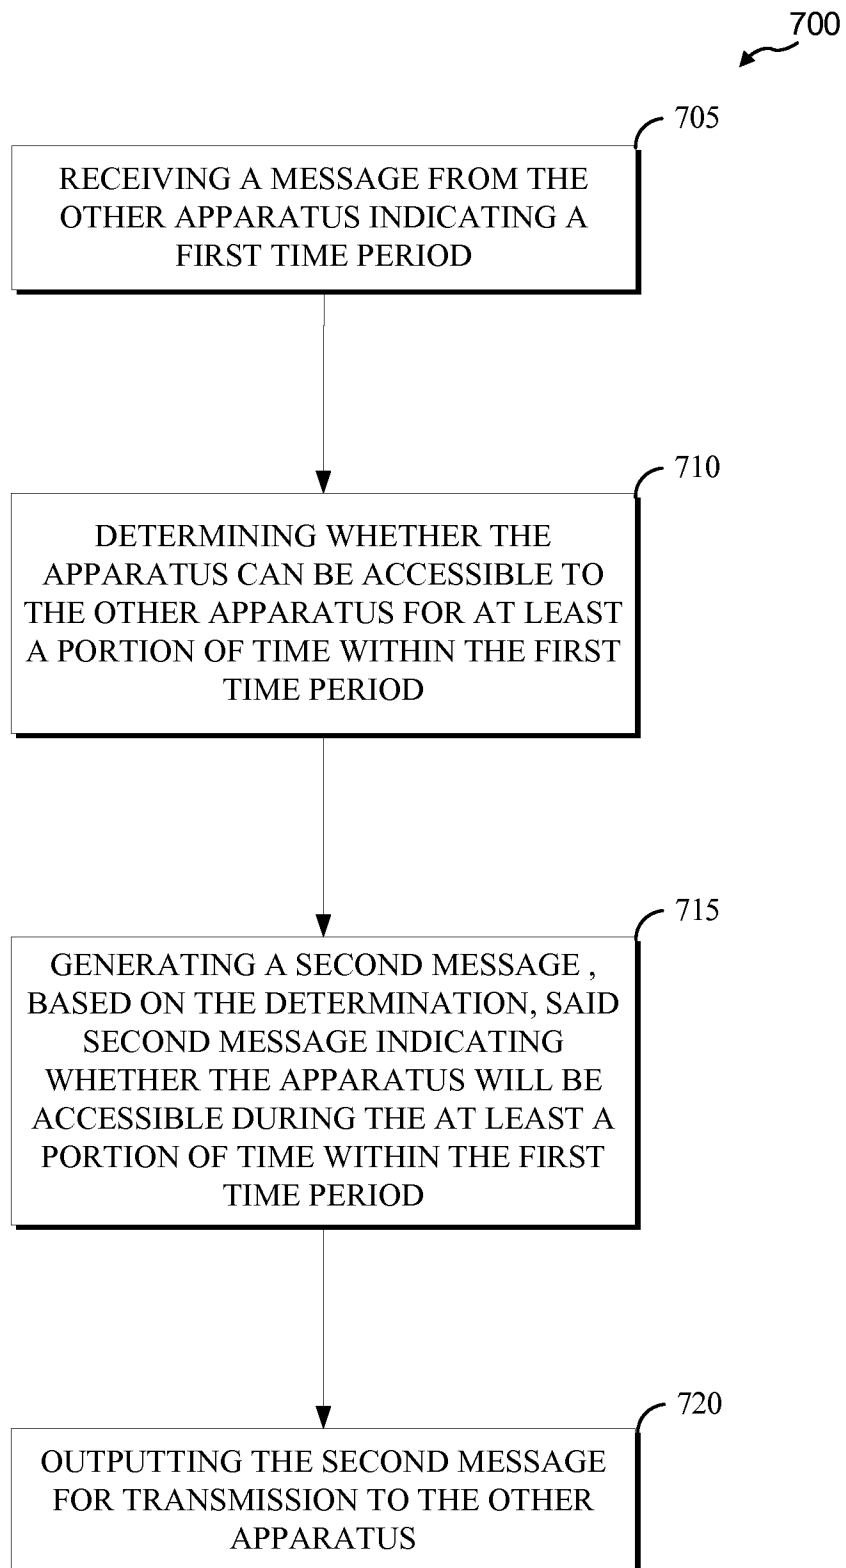 700
705
RECEIVING A MESSAGE FROM THE
OTHER APPARATUS INDICATING A
FIRST TIME PERIOD
710
DETERMINING WHETHER THE
APPARATUS CAN BE ACCESSIBLE TO
THE OTHER APPARATUS FOR AT LEAST
A PORTION OF TIME WITHIN THE FIRST
TIME PERIOD
715
GENERATING A SECOND MESSAGE ,
BASED ON THE DETERMINATION, SAID
SECOND MESSAGE INDICATING
WHETHER THE APPARATUS WILL BE
ACCESSIBLE DURING THE AT LEAST A
PORTION OF TIME WITHIN THE FIRST
TIME PERIOD
720
OUTPUTTING THE SECOND MESSAGE
FOR TRANSMISSION TO THE OTHER
APPARATUS